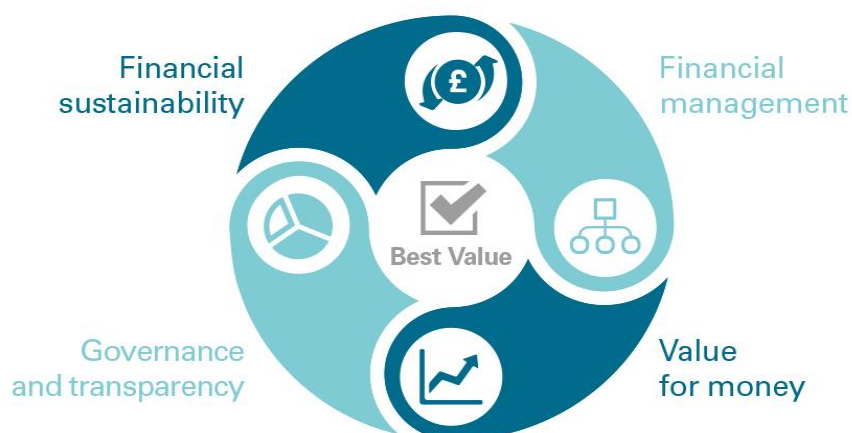 Financial
sustainability
Financial
management
£
Best Value
Governance
and transparency
Value
for money